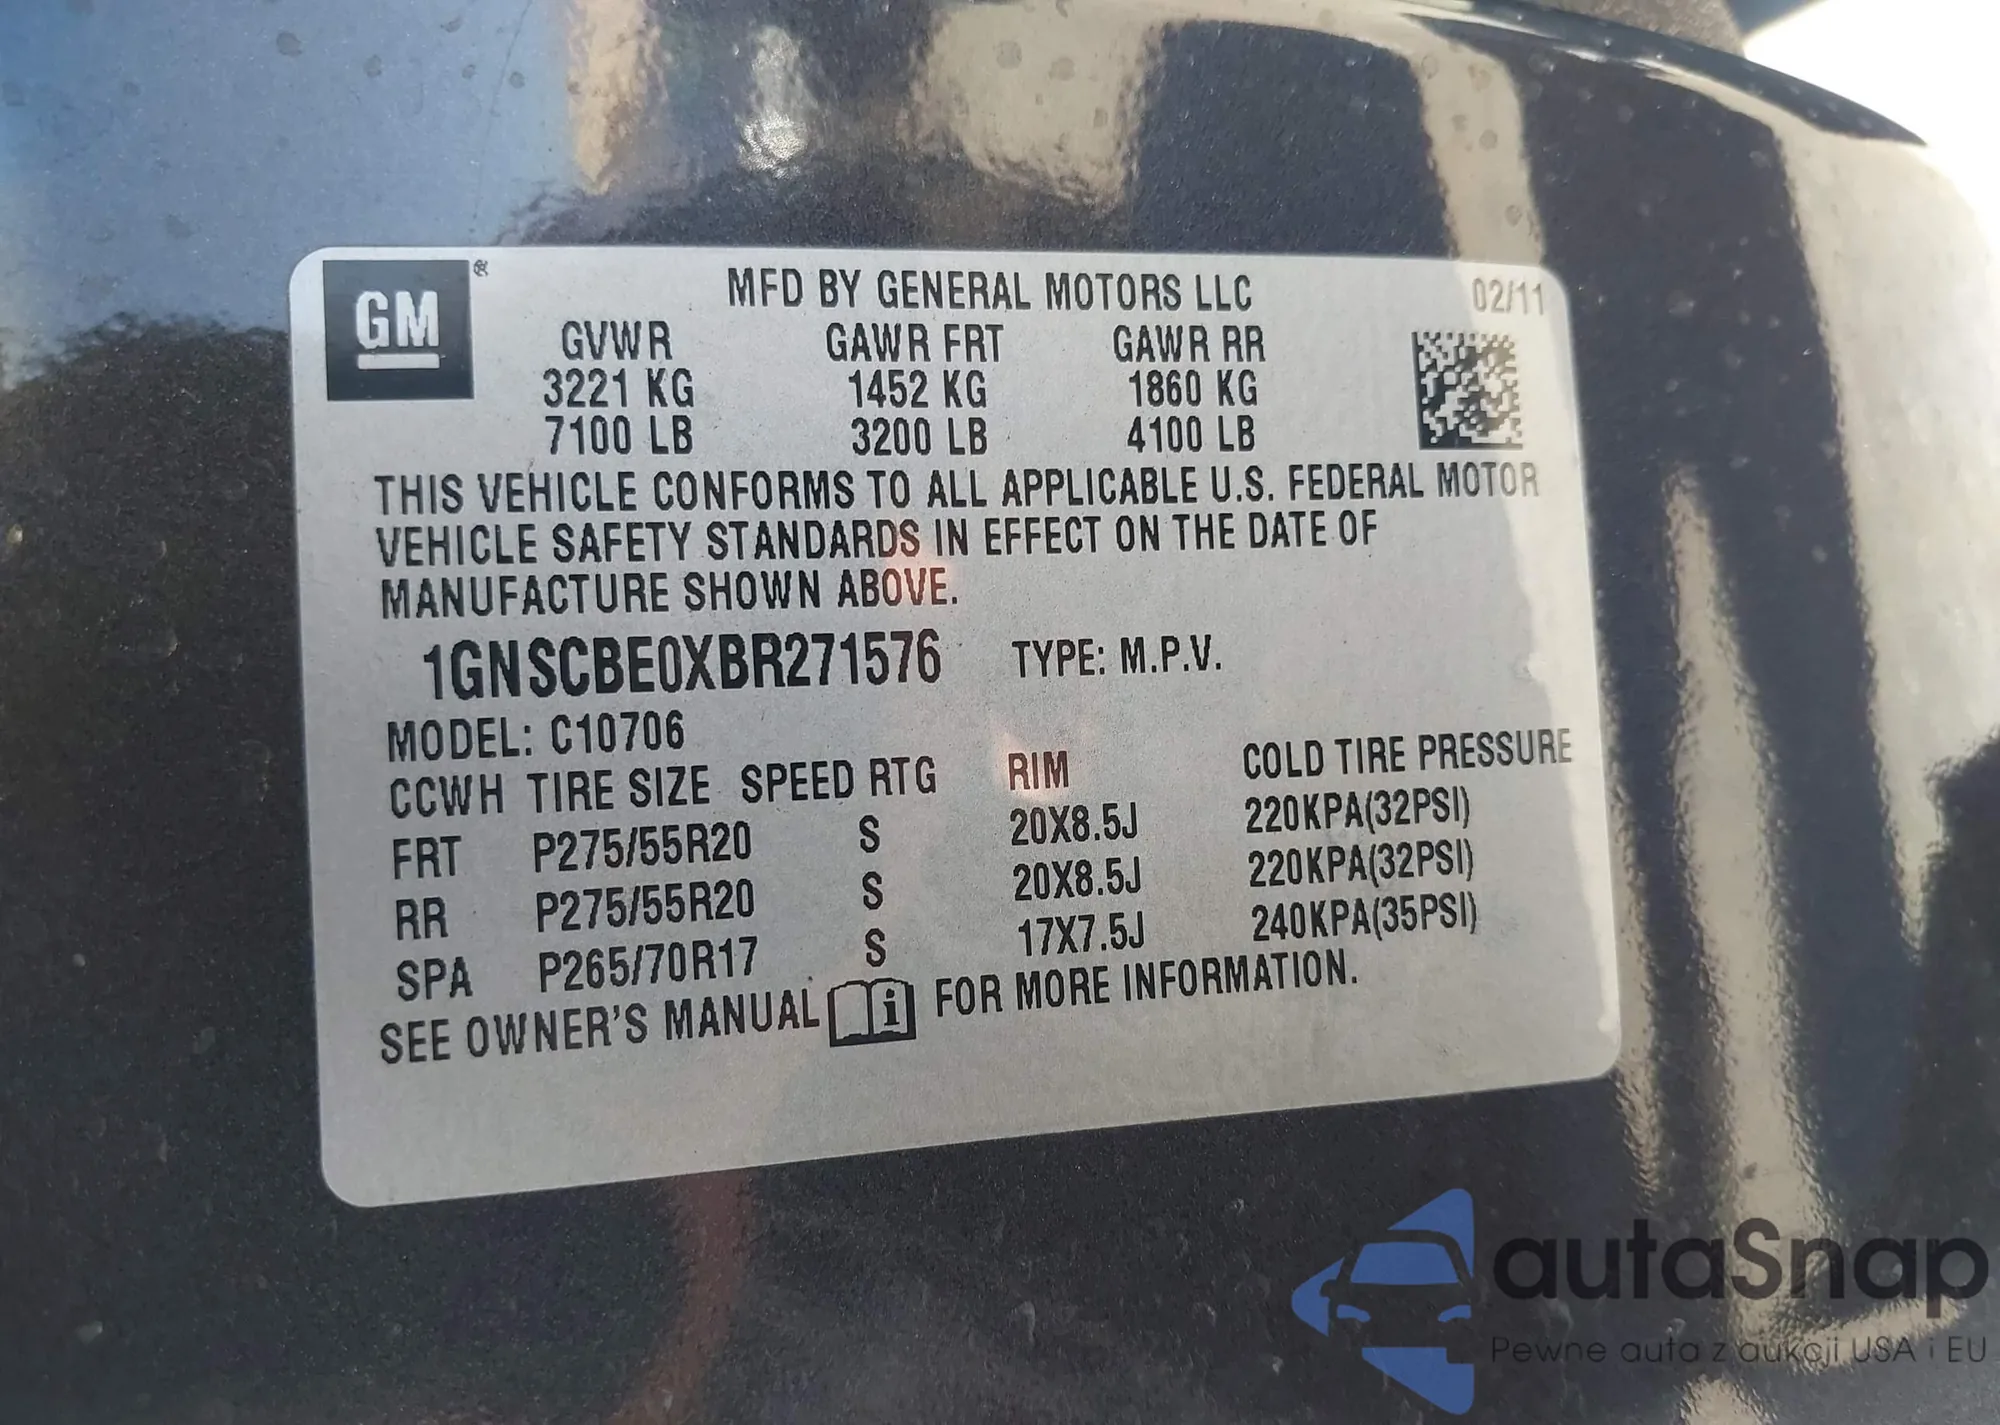 GM ®
MFD BY GENERAL MOTORS LLC 02/11
GVWR GAWR FRT GAWR RR
3221 KG 1452 KG 1860 KG
7100 LB 3200 LB 4100 LB
THIS VEHICLE CONFORMS TO ALL APPLICABLE U.S. FEDERAL MOTOR
VEHICLE SAFETY STANDARDS IN EFFECT ON THE DATE OF
MANUFACTURE SHOWN ABOVE.
1GNSCBE0XBR271576 TYPE: M.P.V.
MODEL: C10706
CCWH TIRE SIZE SPEED RTG RIM COLD TIRE PRESSURE
FRT P275/55R20 S 20X8.5J 220KPA(32PSI)
RR P275/55R20 S 20X8.5J 220KPA(32PSI)
SPA P265/70R17 S 17X7.5J 240KPA(35PSI)
SEE OWNER'S MANUAL i FOR MORE INFORMATION.
autaSnap
Pewne auta z aukcji USA i EU